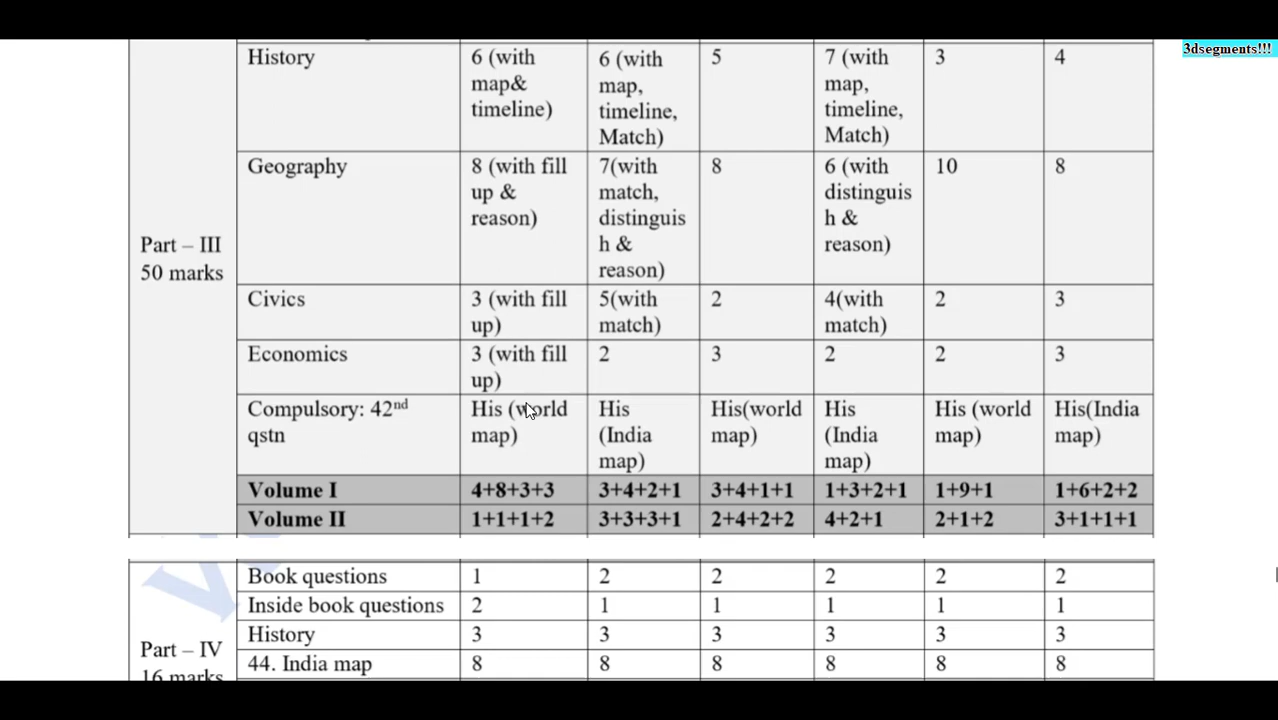 3dsegments!!!
History 6 (with map& timeline) 6 (with map, timeline, Match) 5 7 (with map, timeline, Match) 3 4
Part – III 50 marks
Geography 8 (with fill up & reason) 7(with match, distinguis h & reason) 8 6 (with distinguis h & reason) 10 8
Civics 3 (with fill up) 5(with match) 2 4(with match) 2 3
Economics 3 (with fill up) 2 3 2 2 3
Compulsory: 42nd qstn His (world map) His (India map) His(world map) His (India map) His (world map) His(India map)
Volume I 4+8+3+3 3+4+2+1 3+4+1+1 1+3+2+1 1+9+1 1+6+2+2
Volume II 1+1+1+2 3+3+3+1 2+4+2+2 4+2+1 2+1+2 3+1+1+1
Part – IV 16 marks
Book questions 1 2 2 2 2 2
Inside book questions 2 1 1 1 1 1
History 3 3 3 3 3 3
44. India map 8 8 8 8 8 8